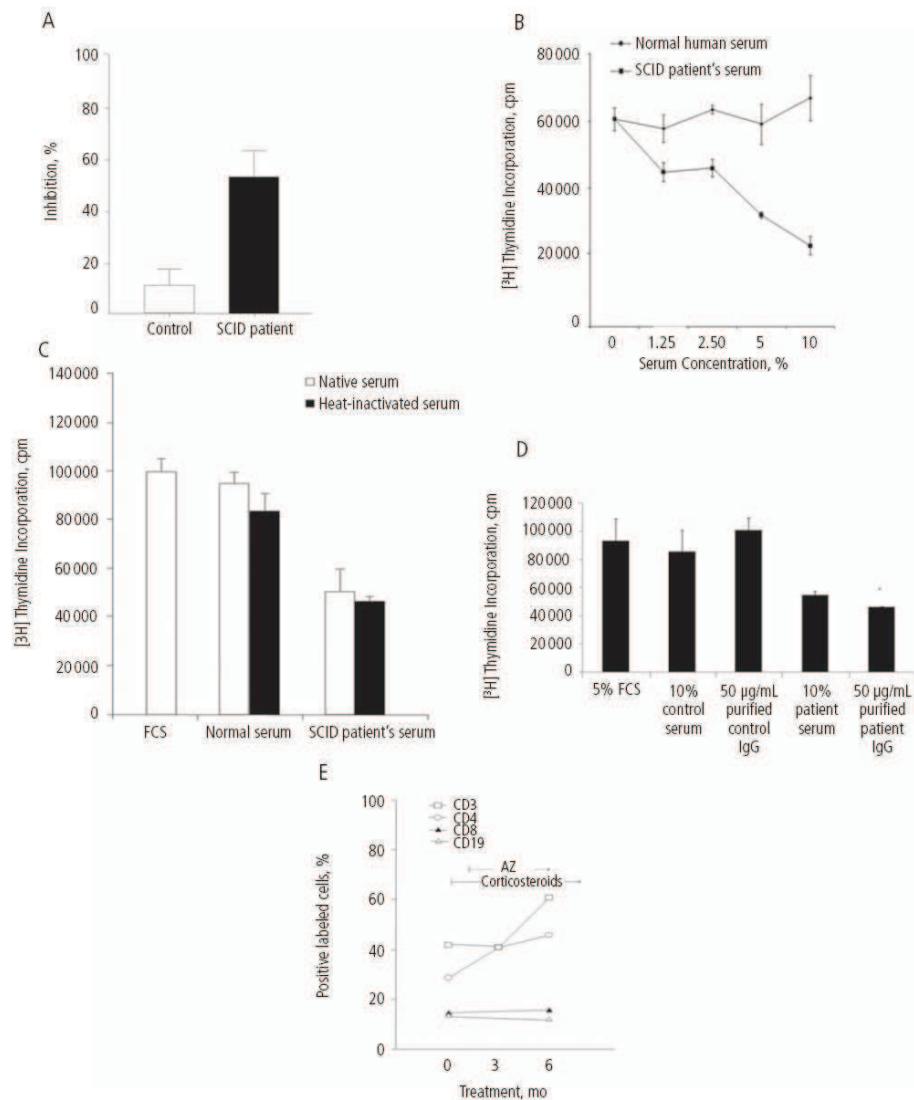 A
100
80
60
40
20
0
Inhibition, %
Control
SCID patient
B
Normal human serum
SCID patient's serum
80 000
60 000
40 000
20 000
0
[³H] Thymidine Incorporation, cpm
0
1.25
2.50
5
10
Serum Concentration, %
C
Native serum
Heat-inactivated serum
140 000
120 000
100 000
80 000
60 000
40 000
20 000
0
[3H] Thymidine Incorporation, cpm
FCS
Normal serum
SCID patient's serum
D
120 000
100 000
80 000
60 000
40 000
20 000
0
[³H] Thymidine Incorporation, cpm
5% FCS
10%
control
serum
50 µg/mL
purified
control
IgG
10%
patient
serum
50 µg/mL
purified
patient
IgG
E
CD3
CD4
CD8
CD19
AZ
Corticosteroids
100
80
60
40
20
0
Positive labeled cells, %
0
3
6
Treatment, mo